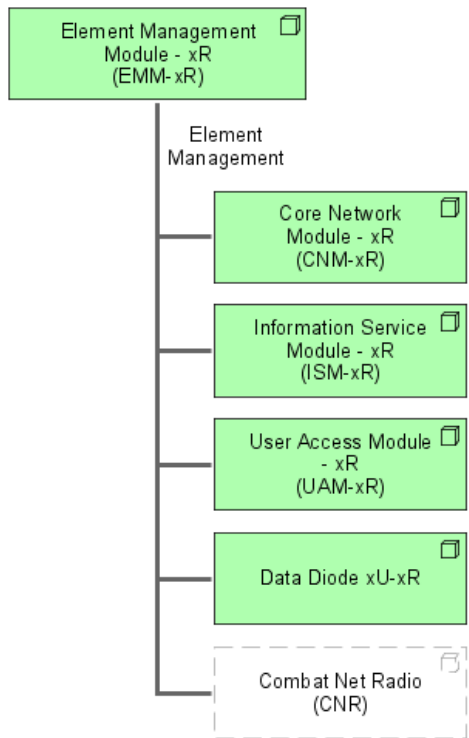 Element Management
Module - xR
(EMM-xR)
Element
Management
Core Network
Module - xR
(CNM-xR)
Information Service
Module - xR
(ISM-xR)
User Access Module
- xR
(UAM-xR)
Data Diode xU-xR
Combat Net Radio
(CNR)